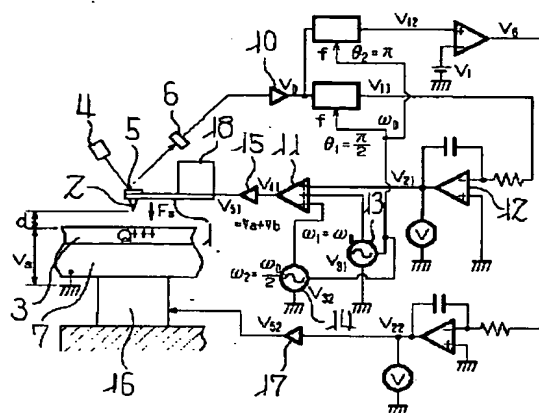 10
V₁₂
V₆
f
θ₂ = π
V₁
4
6
V₉
V₁₃
5
18
f
θ₁ = π/2
ω₀
15
11
2
Fₐ
V₅₁
V₄₁
V₂₁
12
d
= Va + Vb
1
Q
ω₁ = ω₀
13
V
Vₐ
ω₂ = ω₀/2
V₃₁
3
V₃₂
7
14
V₅₂
V₂₂
16
17
V